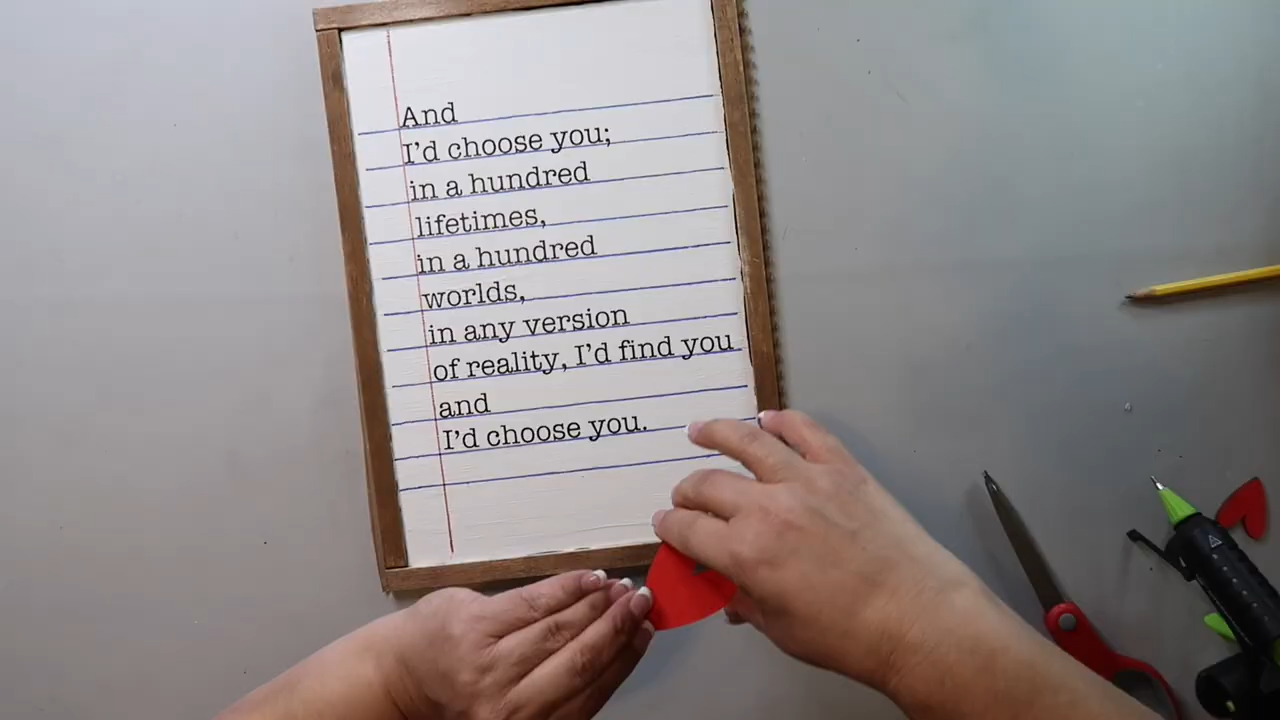 And
I'd choose you;
in a hundred
lifetimes,
in a hundred
worlds,
in any version
of reality, I'd find you
and
I'd choose you.